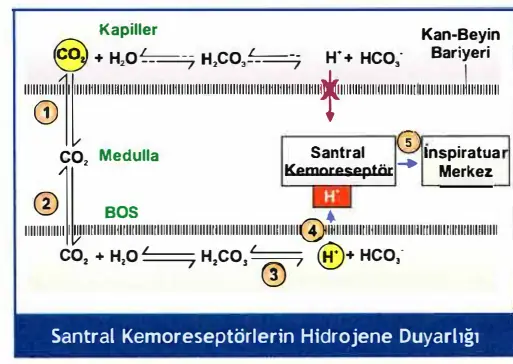 Kapiller
Kan-Beyin
Bariyeri
CO₂ + H₂O H₂CO₃ H⁺ + HCO₃⁻
1
CO₂ Medulla
5
Santral
Kemoreseptör
İnspiratuar
Merkez
H⁺
2
BOS
4
CO₂ + H₂O H₂CO₃ H⁺ + HCO₃⁻
3
Santral Kemoreseptörlerin Hidrojene Duyarlığı